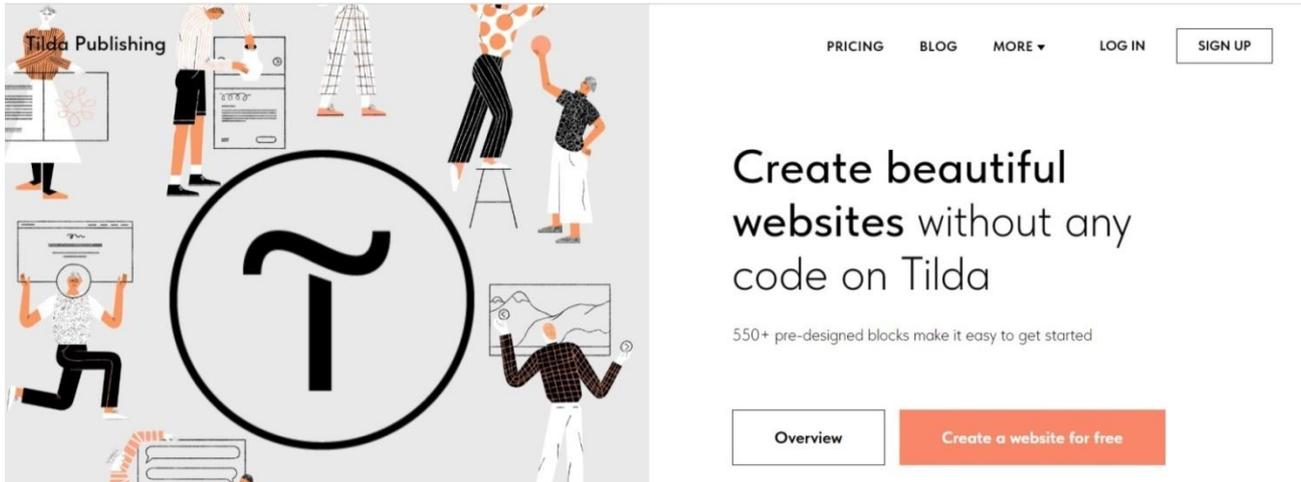 Tilda Publishing
PRICING BLOG MORE ▾ LOG IN SIGN UP
Create beautiful
websites without any
code on Tilda
550+ pre-designed blocks make it easy to get started
Overview Create a website for free